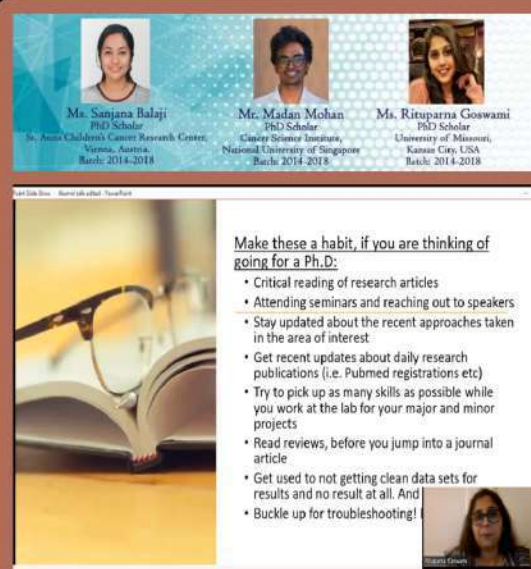 Ms. Sanjana Balaji
PhD Scholar
St. Anna Children's Cancer Research Center,
Vienna, Austria.
Batch: 2014-2018
Mr. Madan Mohan
PhD Scholar
Cancer Science Institute,
National University of Singapore
Batch: 2014-2018
Ms. Rituparna Goswami
PhD Scholar
University of Missouri,
Kansas City, USA
Batch: 2014-2018
Make these a habit, if you are thinking of
going for a Ph.D:
• Critical reading of research articles
• Attending seminars and reaching out to speakers
• Stay updated about the recent approaches taken
in the area of interest
• Get recent updates about daily research
publications (i.e. Pubmed registrations etc)
• Try to pick up as many skills as possible while
you work at the lab for your major and minor
projects
• Read reviews, before you jump into a journal
article
• Get used to not getting clean data sets for
results and no result at all. And
• Buckle up for troubleshooting!